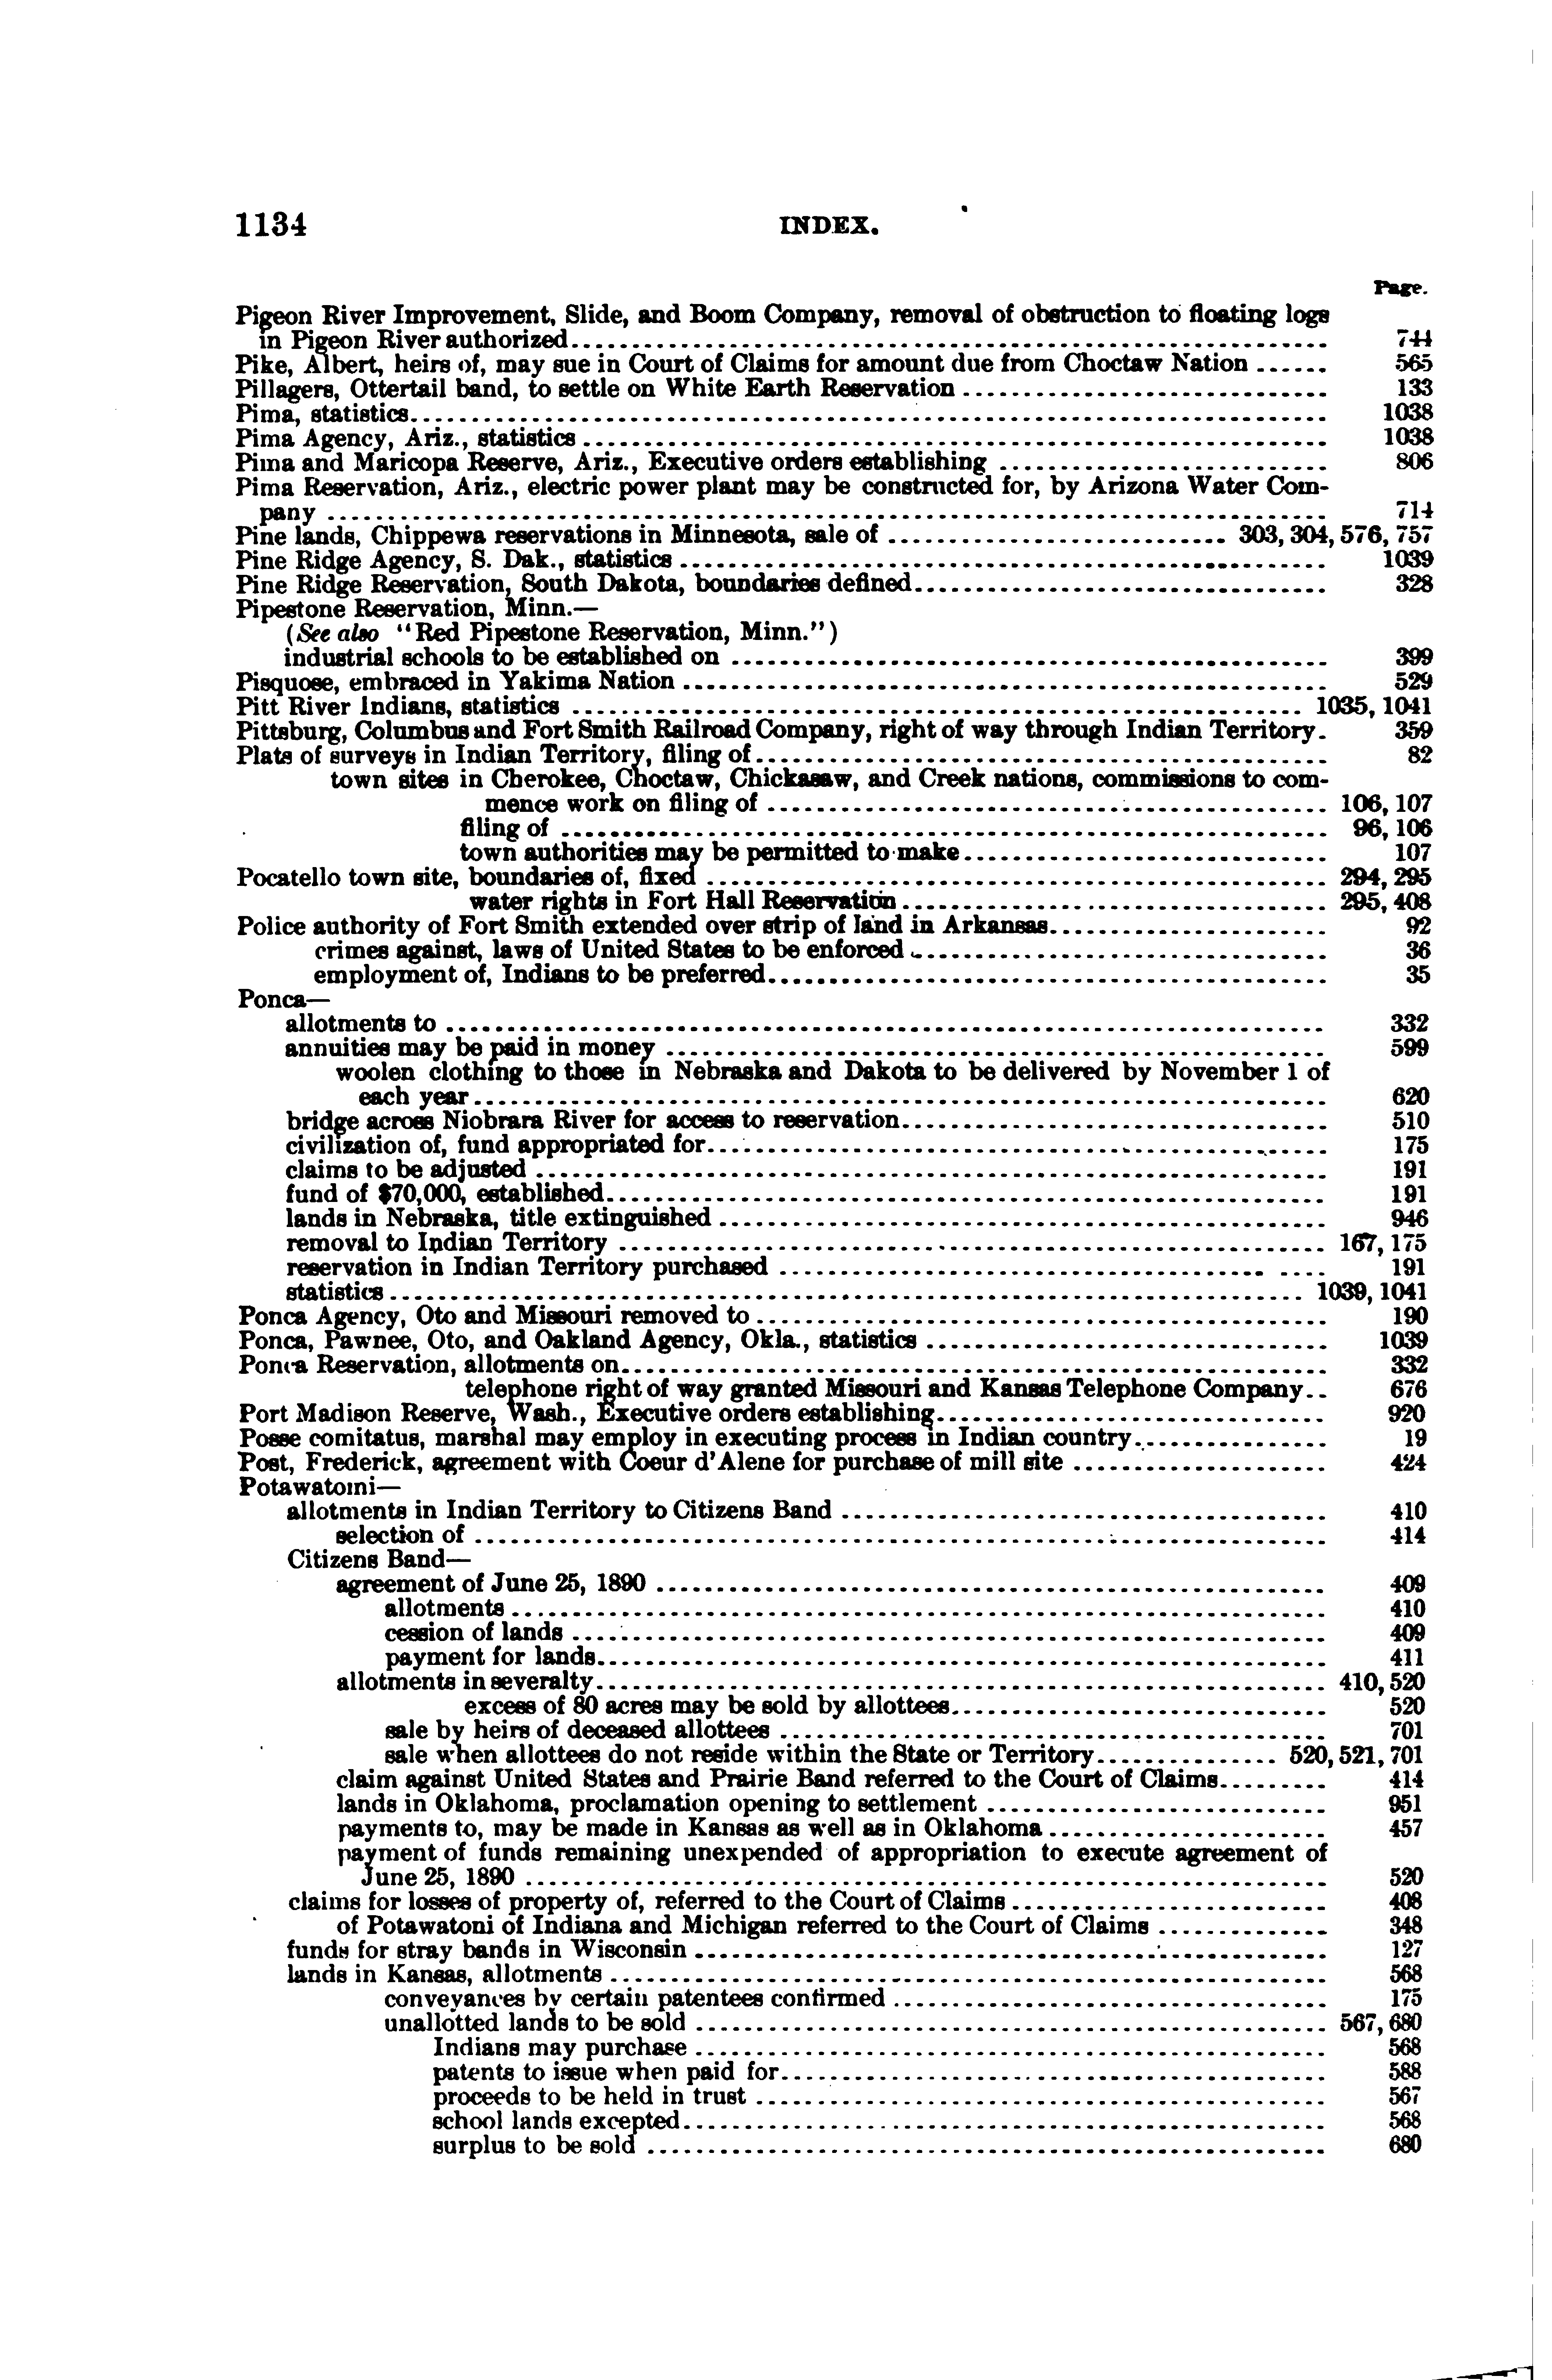 1134 INDEX.
Page.
Pigeon River Improvement, Slide, and Boom Company, removal of obstruction to floating logs
in Pigeon River authorized 744
Pike, Albert, heirs of, may sue in Court of Claims for amount due from Choctaw Nation 565
Pillagers, Ottertail band, to settle on White Earth Reservation 133
Pima, statistics 1038
Pima Agency, Ariz., statistics 1038
Pima and Maricopa Reserve, Ariz., Executive orders establishing 806
Pima Reservation, Ariz., electric power plant may be constructed for, by Arizona Water Com-
pany 714
Pine lands, Chippewa reservations in Minnesota, sale of 303, 304, 576, 757
Pine Ridge Agency, S. Dak., statistics 1039
Pine Ridge Reservation, South Dakota, boundaries defined 328
Pipestone Reservation, Minn.—
(See also "Red Pipestone Reservation, Minn.")
industrial schools to be established on 399
Pisquose, embraced in Yakima Nation 529
Pitt River Indians, statistics 1035, 1041
Pittsburg, Columbus and Fort Smith Railroad Company, right of way through Indian Territory 359
Plats of surveys in Indian Territory, filing of 82
town sites in Cherokee, Choctaw, Chickasaw, and Creek nations, commissions to com-
mence work on filing of 106, 107
filing of 96, 106
town authorities may be permitted to make 107
Pocatello town site, boundaries of, fixed 294, 295
water rights in Fort Hall Reservation 295, 408
Police authority of Fort Smith extended over strip of land in Arkansas 92
crimes against, laws of United States to be enforced 36
employment of, Indians to be preferred 35
Ponca—
allotments to 332
annuities may be paid in money 599
woolen clothing to those in Nebraska and Dakota to be delivered by November 1 of
each year 620
bridge across Niobrara River for access to reservation 510
civilization of, fund appropriated for 175
claims to be adjusted 191
fund of $70,000, established 191
lands in Nebraska, title extinguished 946
removal to Indian Territory 167, 175
reservation in Indian Territory purchased 191
statistics 1039, 1041
Ponca Agency, Oto and Missouri removed to 190
Ponca, Pawnee, Oto, and Oakland Agency, Okla., statistics 1039
Ponca Reservation, allotments on 332
telephone right of way granted Missouri and Kansas Telephone Company 676
Port Madison Reserve, Wash., Executive orders establishing 920
Posse comitatus, marshal may employ in executing process in Indian country 19
Post, Frederick, agreement with Coeur d'Alene for purchase of mill site 424
Potawatomi—
allotments in Indian Territory to Citizens Band 410
selection of 414
Citizens Band—
agreement of June 25, 1890 409
allotments 410
cession of lands 409
payment for lands 411
allotments in severalty 410, 520
excess of 80 acres may be sold by allottees 520
sale by heirs of deceased allottees 701
sale when allottees do not reside within the State or Territory 520, 521, 701
claim against United States and Prairie Band referred to the Court of Claims 414
lands in Oklahoma, proclamation opening to settlement 951
payments to, may be made in Kansas as well as in Oklahoma 457
payment of funds remaining unexpended of appropriation to execute agreement of
June 25, 1890 520
claims for losses of property of, referred to the Court of Claims 408
of Potawatoni of Indiana and Michigan referred to the Court of Claims 348
funds for stray bands in Wisconsin 127
lands in Kansas, allotments 568
conveyances by certain patentees confirmed 175
unallotted lands to be sold 567, 680
Indians may purchase 568
patents to issue when paid for 588
proceeds to be held in trust 567
school lands excepted 568
surplus to be sold 680